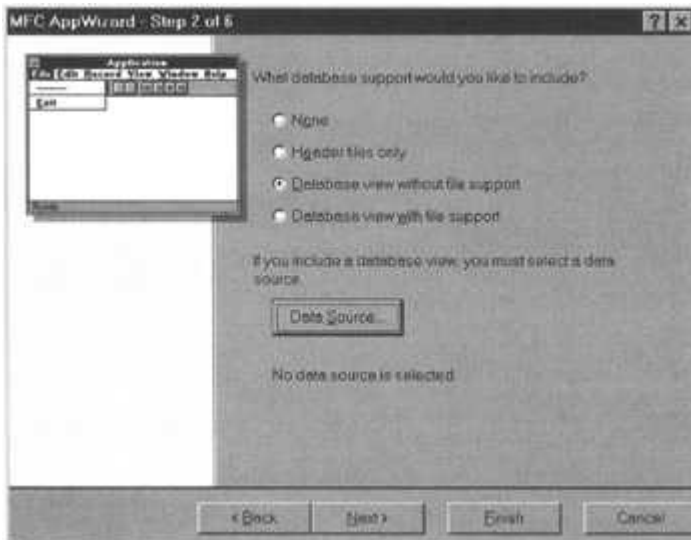 MFC AppWizard - Step 2 of 6
Application
File Edit Record View Window Help
Exit
What database support would you like to include?
None
Header files only
Database view without file support
Database view with file support
If you include a database view, you must select a data
source.
Data Source...
No data source is selected.
< Back
Next >
Finish
Cancel